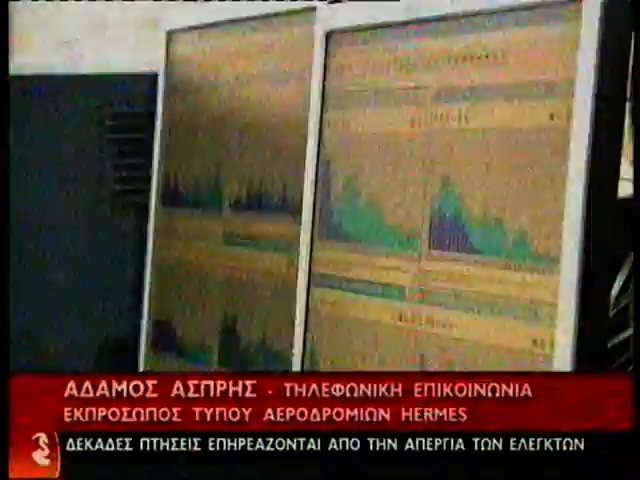 ΑΔΑΜΟΣ ΑΣΠΡΗΣ - ΤΗΛΕΦΩΝΙΚΗ ΕΠΙΚΟΙΝΩΝΙΑ
ΕΚΠΡΟΣΩΠΟΣ ΤΥΠΟΥ ΑΕΡΟΔΡΟΜΙΩΝ HERMES
ΔΕΚΑΔΕΣ ΠΤΗΣΕΙΣ ΕΠΗΡΕΑΖΟΝΤΑΙ ΑΠΟ ΤΗΝ ΑΠΕΡΓΙΑ ΤΩΝ ΕΛΕΓΚΤΩΝ